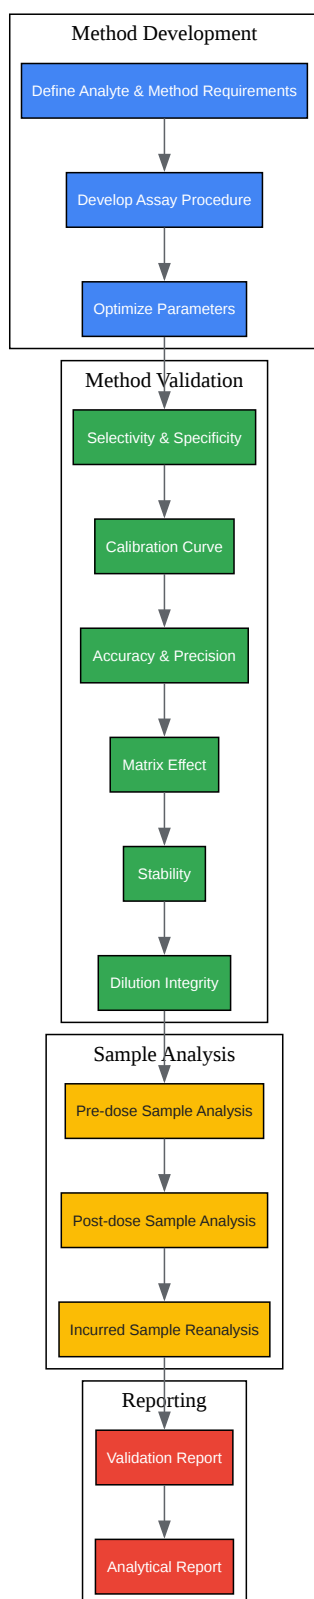 Method Development
Define Analyte & Method Requirements
Develop Assay Procedure
Optimize Parameters
Method Validation
Selectivity & Specificity
Calibration Curve
Accuracy & Precision
Matrix Effect
Stability
Dilution Integrity
Sample Analysis
Pre-dose Sample Analysis
Post-dose Sample Analysis
Incurred Sample Reanalysis
Reporting
Validation Report
Analytical Report